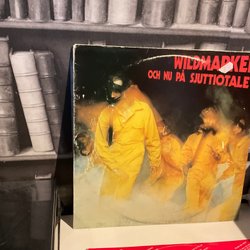 WILDMARKEN
OCH NU PÅ SJUTTIOTALET